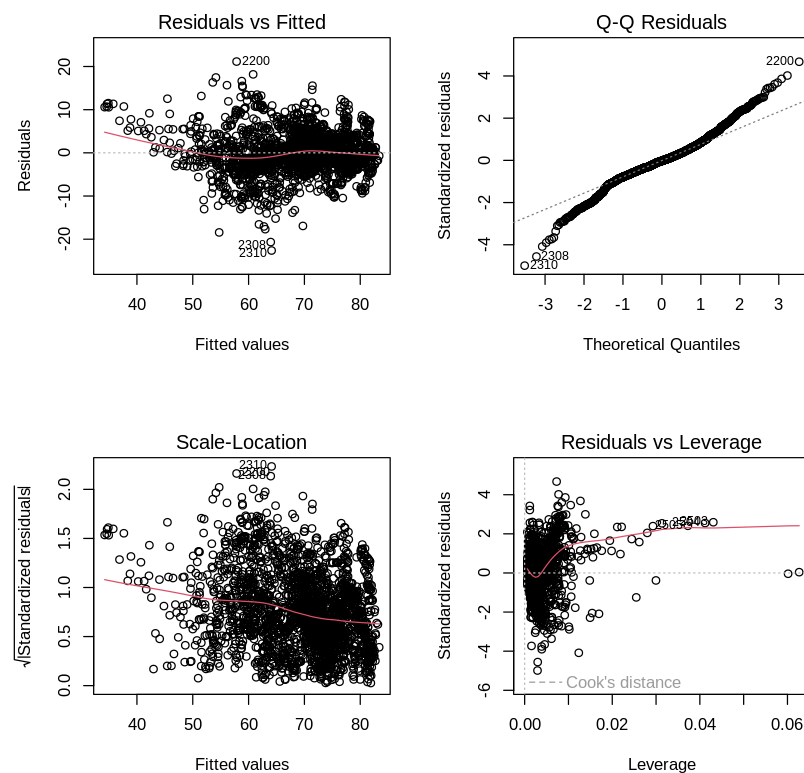 Residuals vs Fitted
Residuals
20
10
0
-10
-20
2200
2308
2310
40 50 60 70 80
Fitted values
Q-Q Residuals
Standardized residuals
4
2
0
-2
-4
2200
2308
2310
-3 -2 -1 0 1 2 3
Theoretical Quantiles
Scale-Location
√|Standardized residuals|
2.0
1.5
1.0
0.5
0.0
2310
2308
40 50 60 70 80
Fitted values
Residuals vs Leverage
Standardized residuals
4
2
0
-2
-4
-6
Cook's distance
0.00 0.02 0.04 0.06
Leverage